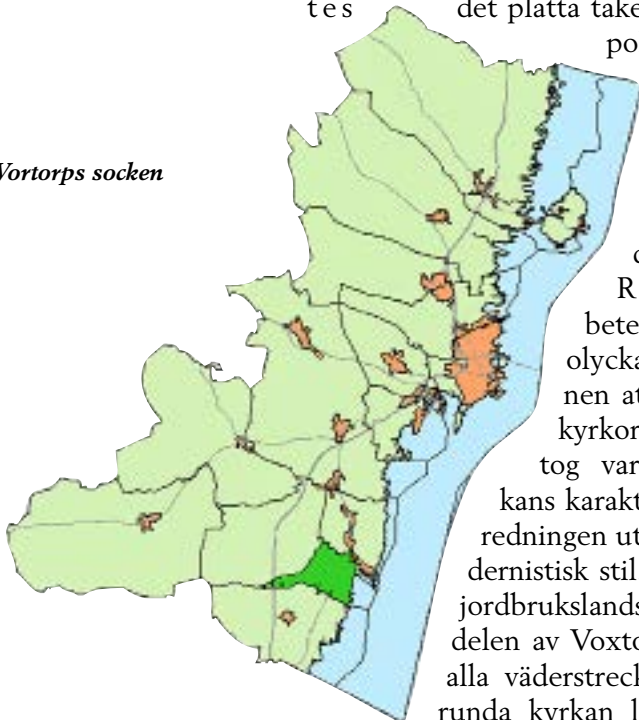 tes
Vortorps socken
det platta take
po
R
bete
olycka
nen at
kyrkor
tog var
kans karakt
redningen ut
dernistisk stil
jordbrukslands
delen av Voxto
alla väderstreck
runda kyrkan l